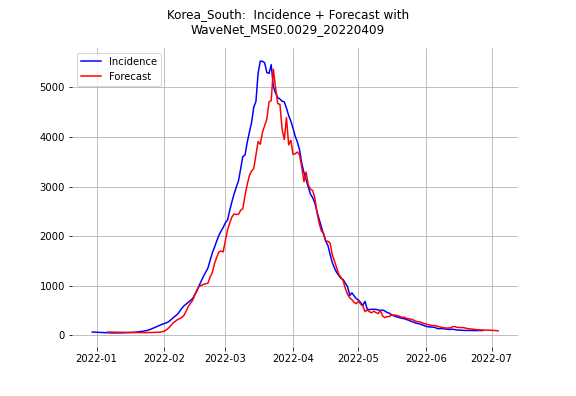 Korea_South:  Incidence + Forecast with
WaveNet_MSE0.0029_20220409
Incidence
Forecast
5000
4000
3000
2000
1000
0
2022-01 2022-02 2022-03 2022-04 2022-05 2022-06 2022-07